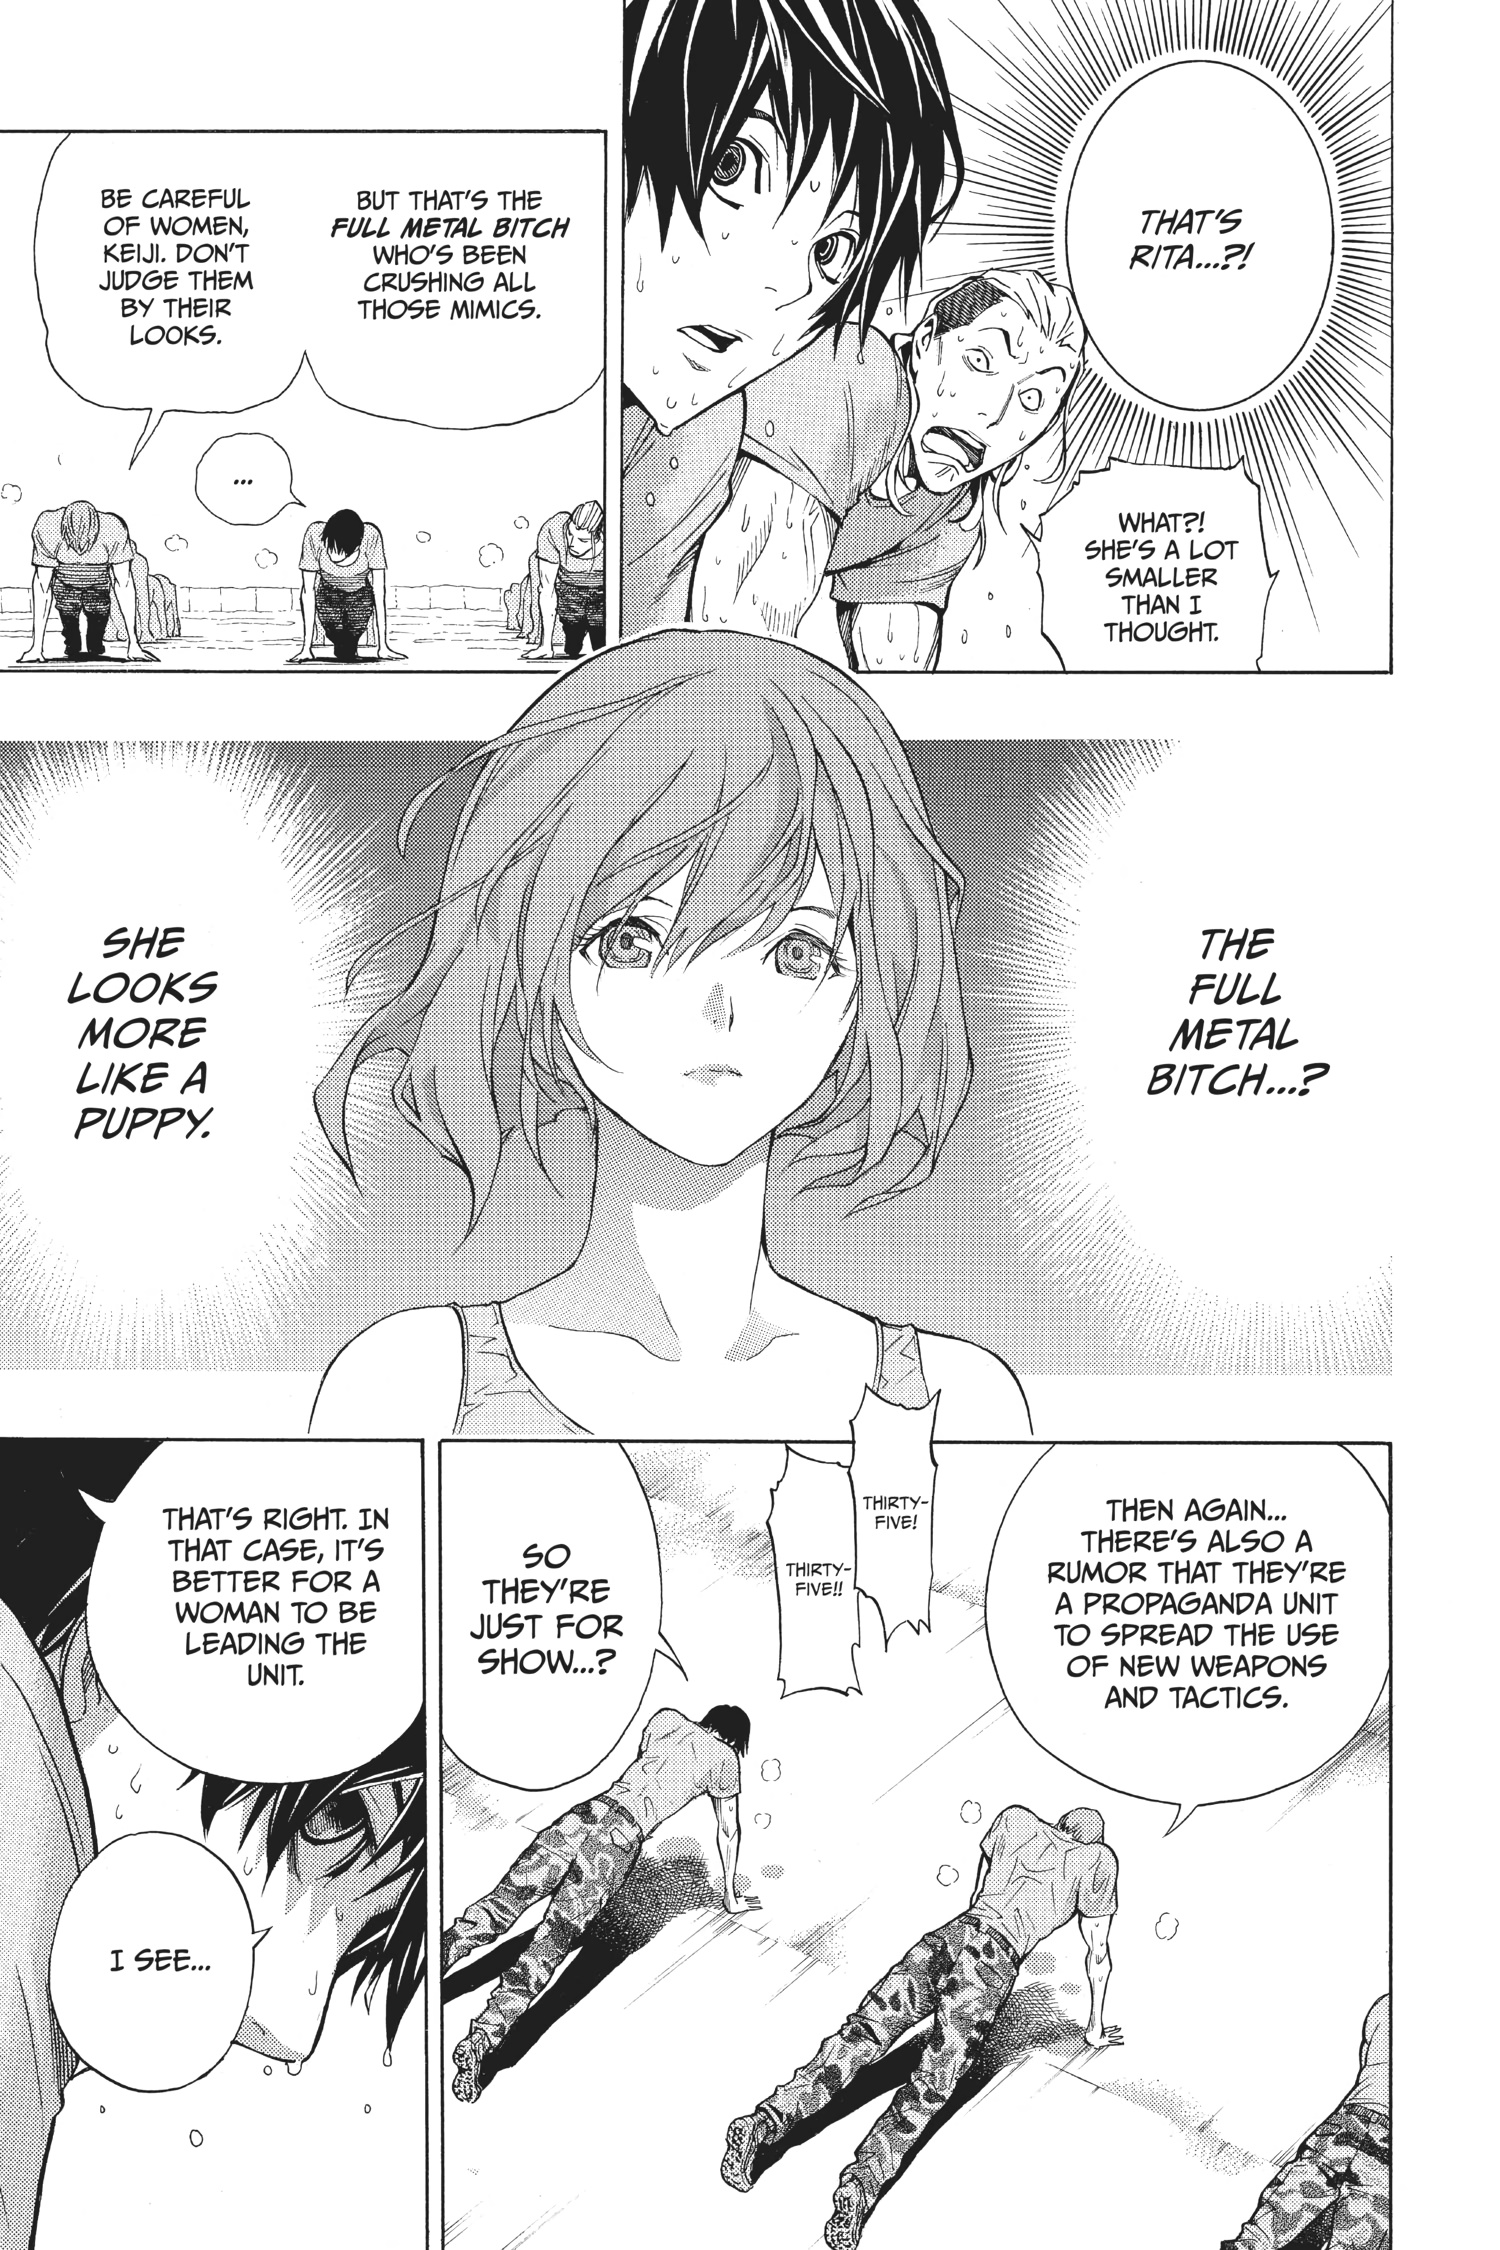 THAT'S
RITA...?!
WHAT?!
SHE'S A LOT
SMALLER
THAN I
THOUGHT.
BUT THAT'S THE
FULL METAL BITCH
WHO'S BEEN
CRUSHING ALL
THOSE MIMICS.
BE CAREFUL
OF WOMEN,
KEIJI. DON'T
JUDGE THEM
BY THEIR
LOOKS.
...
THE
FULL
METAL
BITCH...?
SHE
LOOKS
MORE
LIKE A
PUPPY.
THEN AGAIN...
THERE'S ALSO A
RUMOR THAT THEY'RE
A PROPAGANDA UNIT
TO SPREAD THE USE
OF NEW WEAPONS
AND TACTICS.
THIRTY-
FIVE!
THIRTY-
FIVE!!
SO
THEY'RE
JUST FOR
SHOW...?
THAT'S RIGHT. IN
THAT CASE, IT'S
BETTER FOR A
WOMAN TO BE
LEADING THE
UNIT.
I SEE...